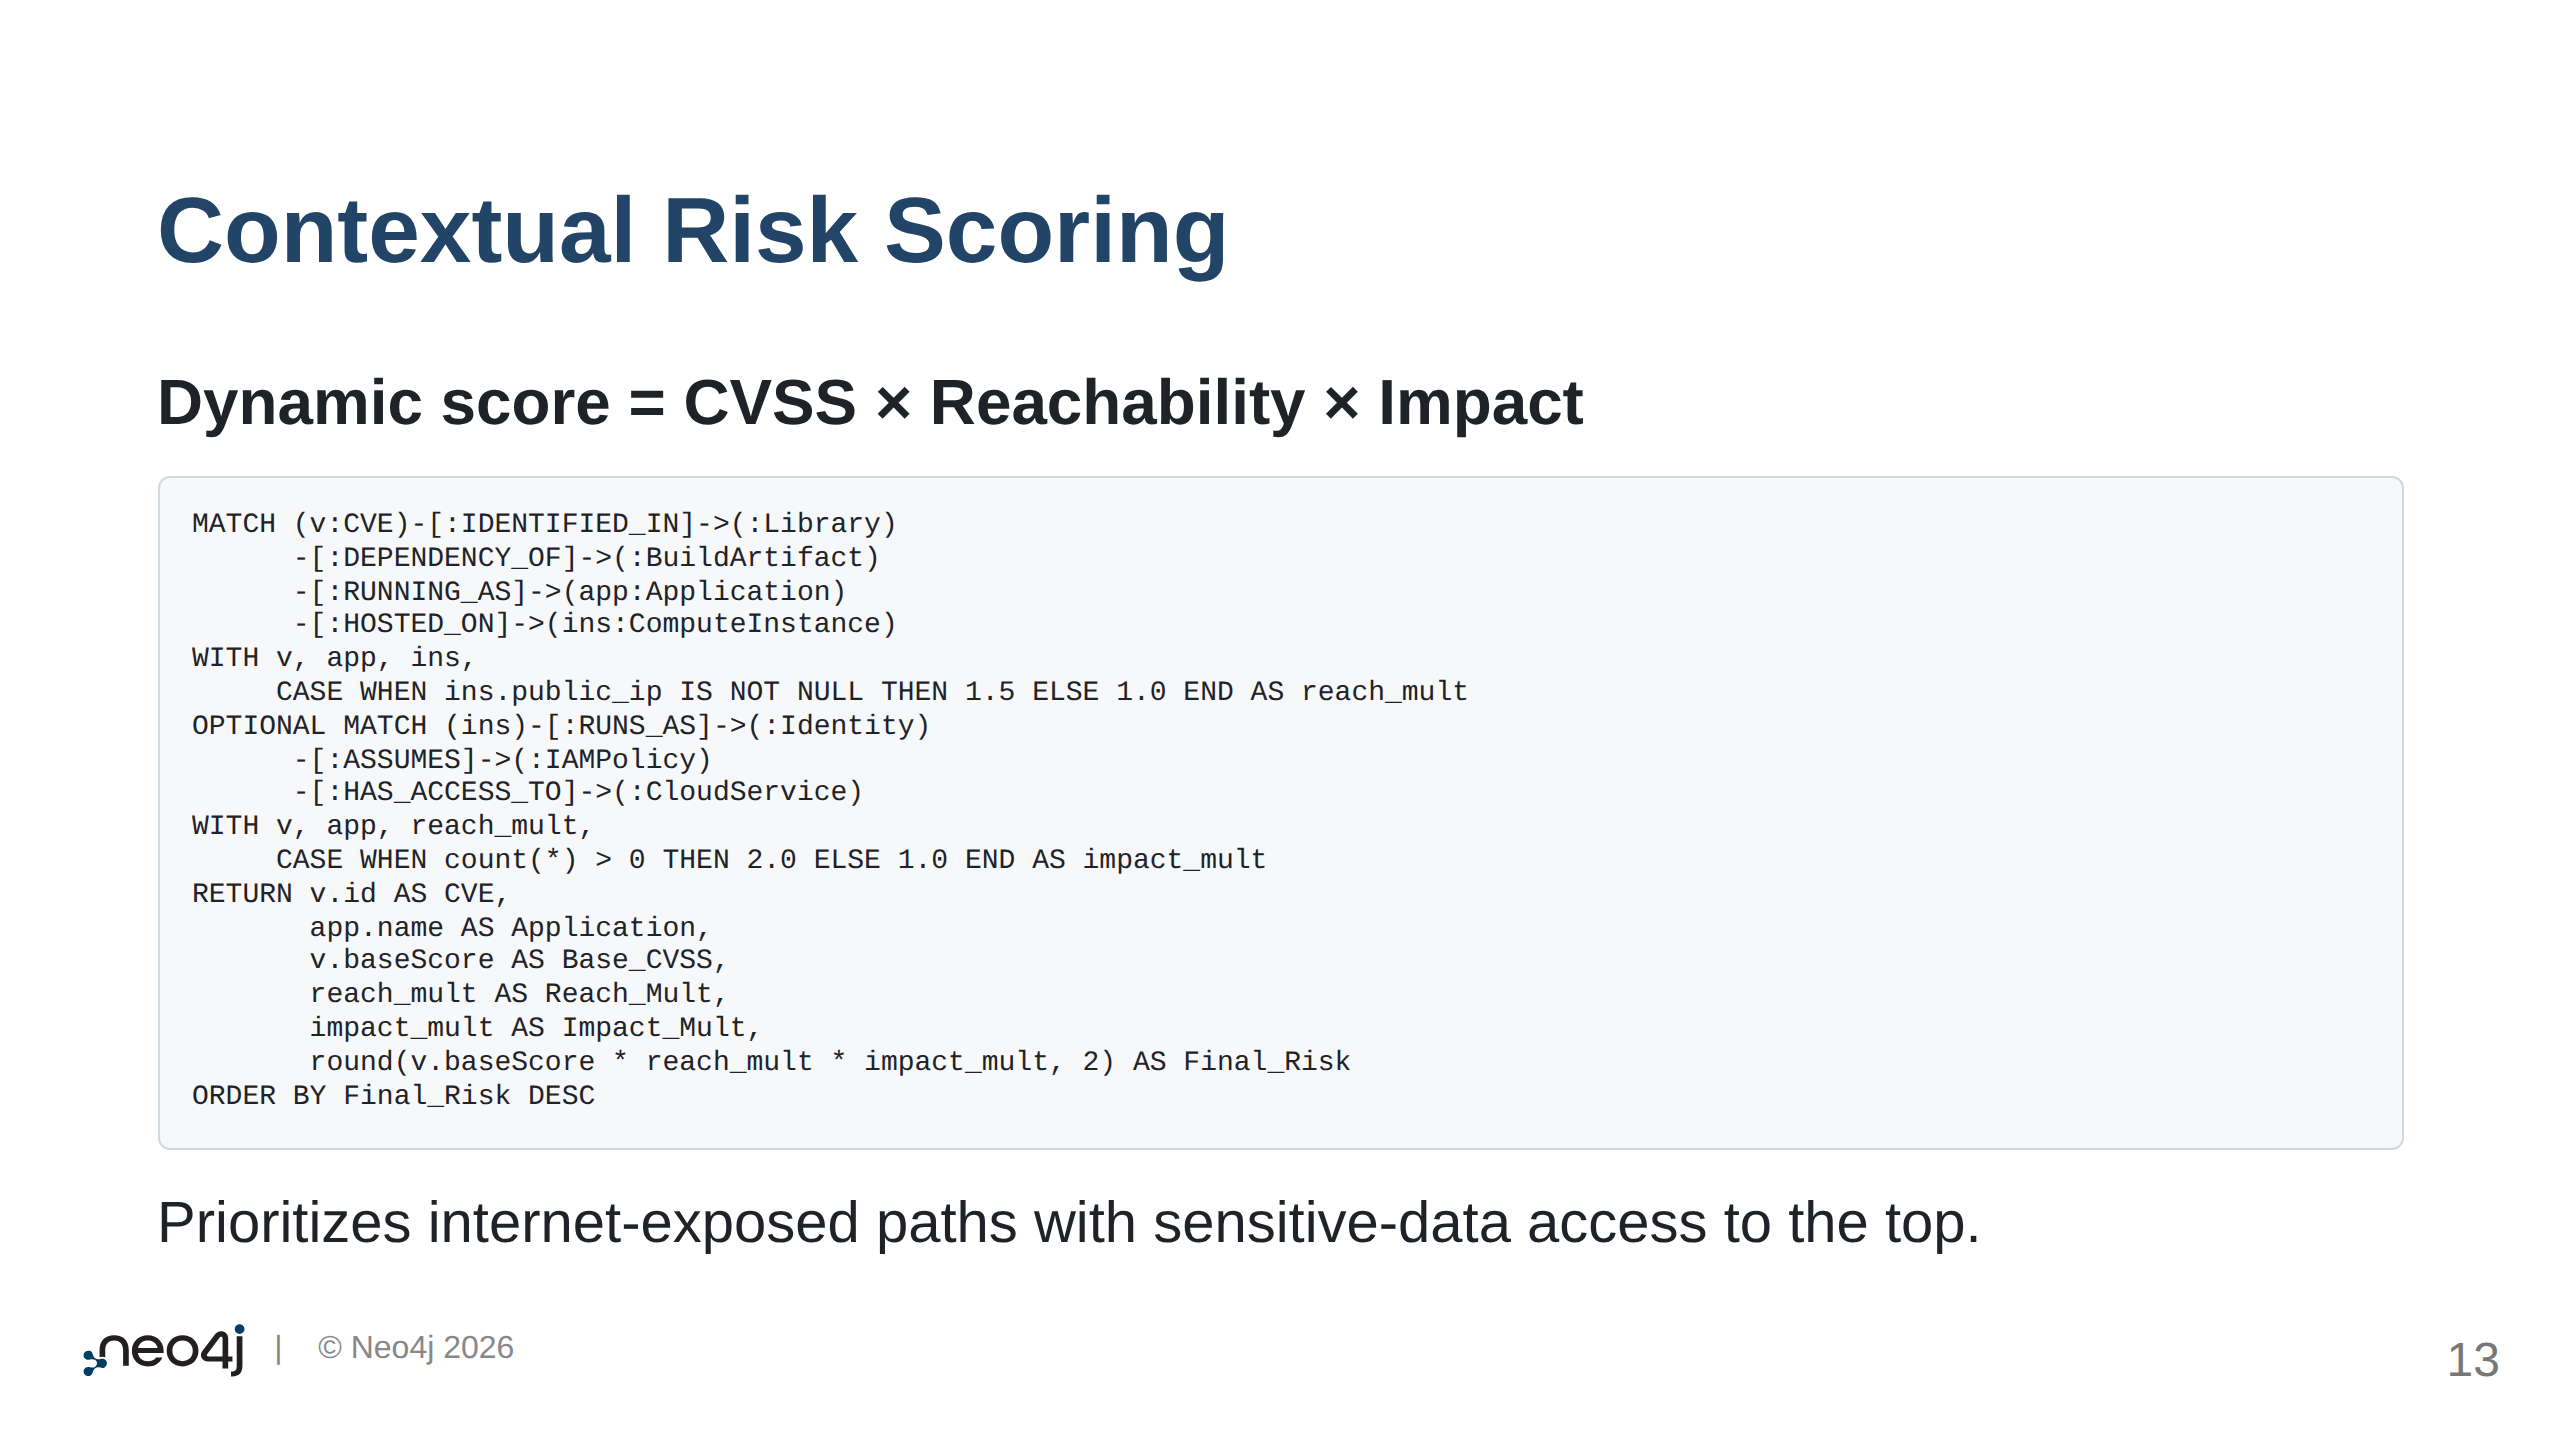 Contextual Risk Scoring
Dynamic score = CVSS × Reachability × Impact
MATCH (v:CVE)-[:IDENTIFIED_IN]->(:Library)
      -[:DEPENDENCY_OF]->(:BuildArtifact)
      -[:RUNNING_AS]->(app:Application)
      -[:HOSTED_ON]->(ins:ComputeInstance)
WITH v, app, ins,
     CASE WHEN ins.public_ip IS NOT NULL THEN 1.5 ELSE 1.0 END AS reach_mult
OPTIONAL MATCH (ins)-[:RUNS_AS]->(:Identity)
      -[:ASSUMES]->(:IAMPolicy)
      -[:HAS_ACCESS_TO]->(:CloudService)
WITH v, app, reach_mult,
     CASE WHEN count(*) > 0 THEN 2.0 ELSE 1.0 END AS impact_mult
RETURN v.id AS CVE,
       app.name AS Application,
       v.baseScore AS Base_CVSS,
       reach_mult AS Reach_Mult,
       impact_mult AS Impact_Mult,
       round(v.baseScore * reach_mult * impact_mult, 2) AS Final_Risk
ORDER BY Final_Risk DESC
Prioritizes internet-exposed paths with sensitive-data access to the top.
neo4j | © Neo4j 2026
13